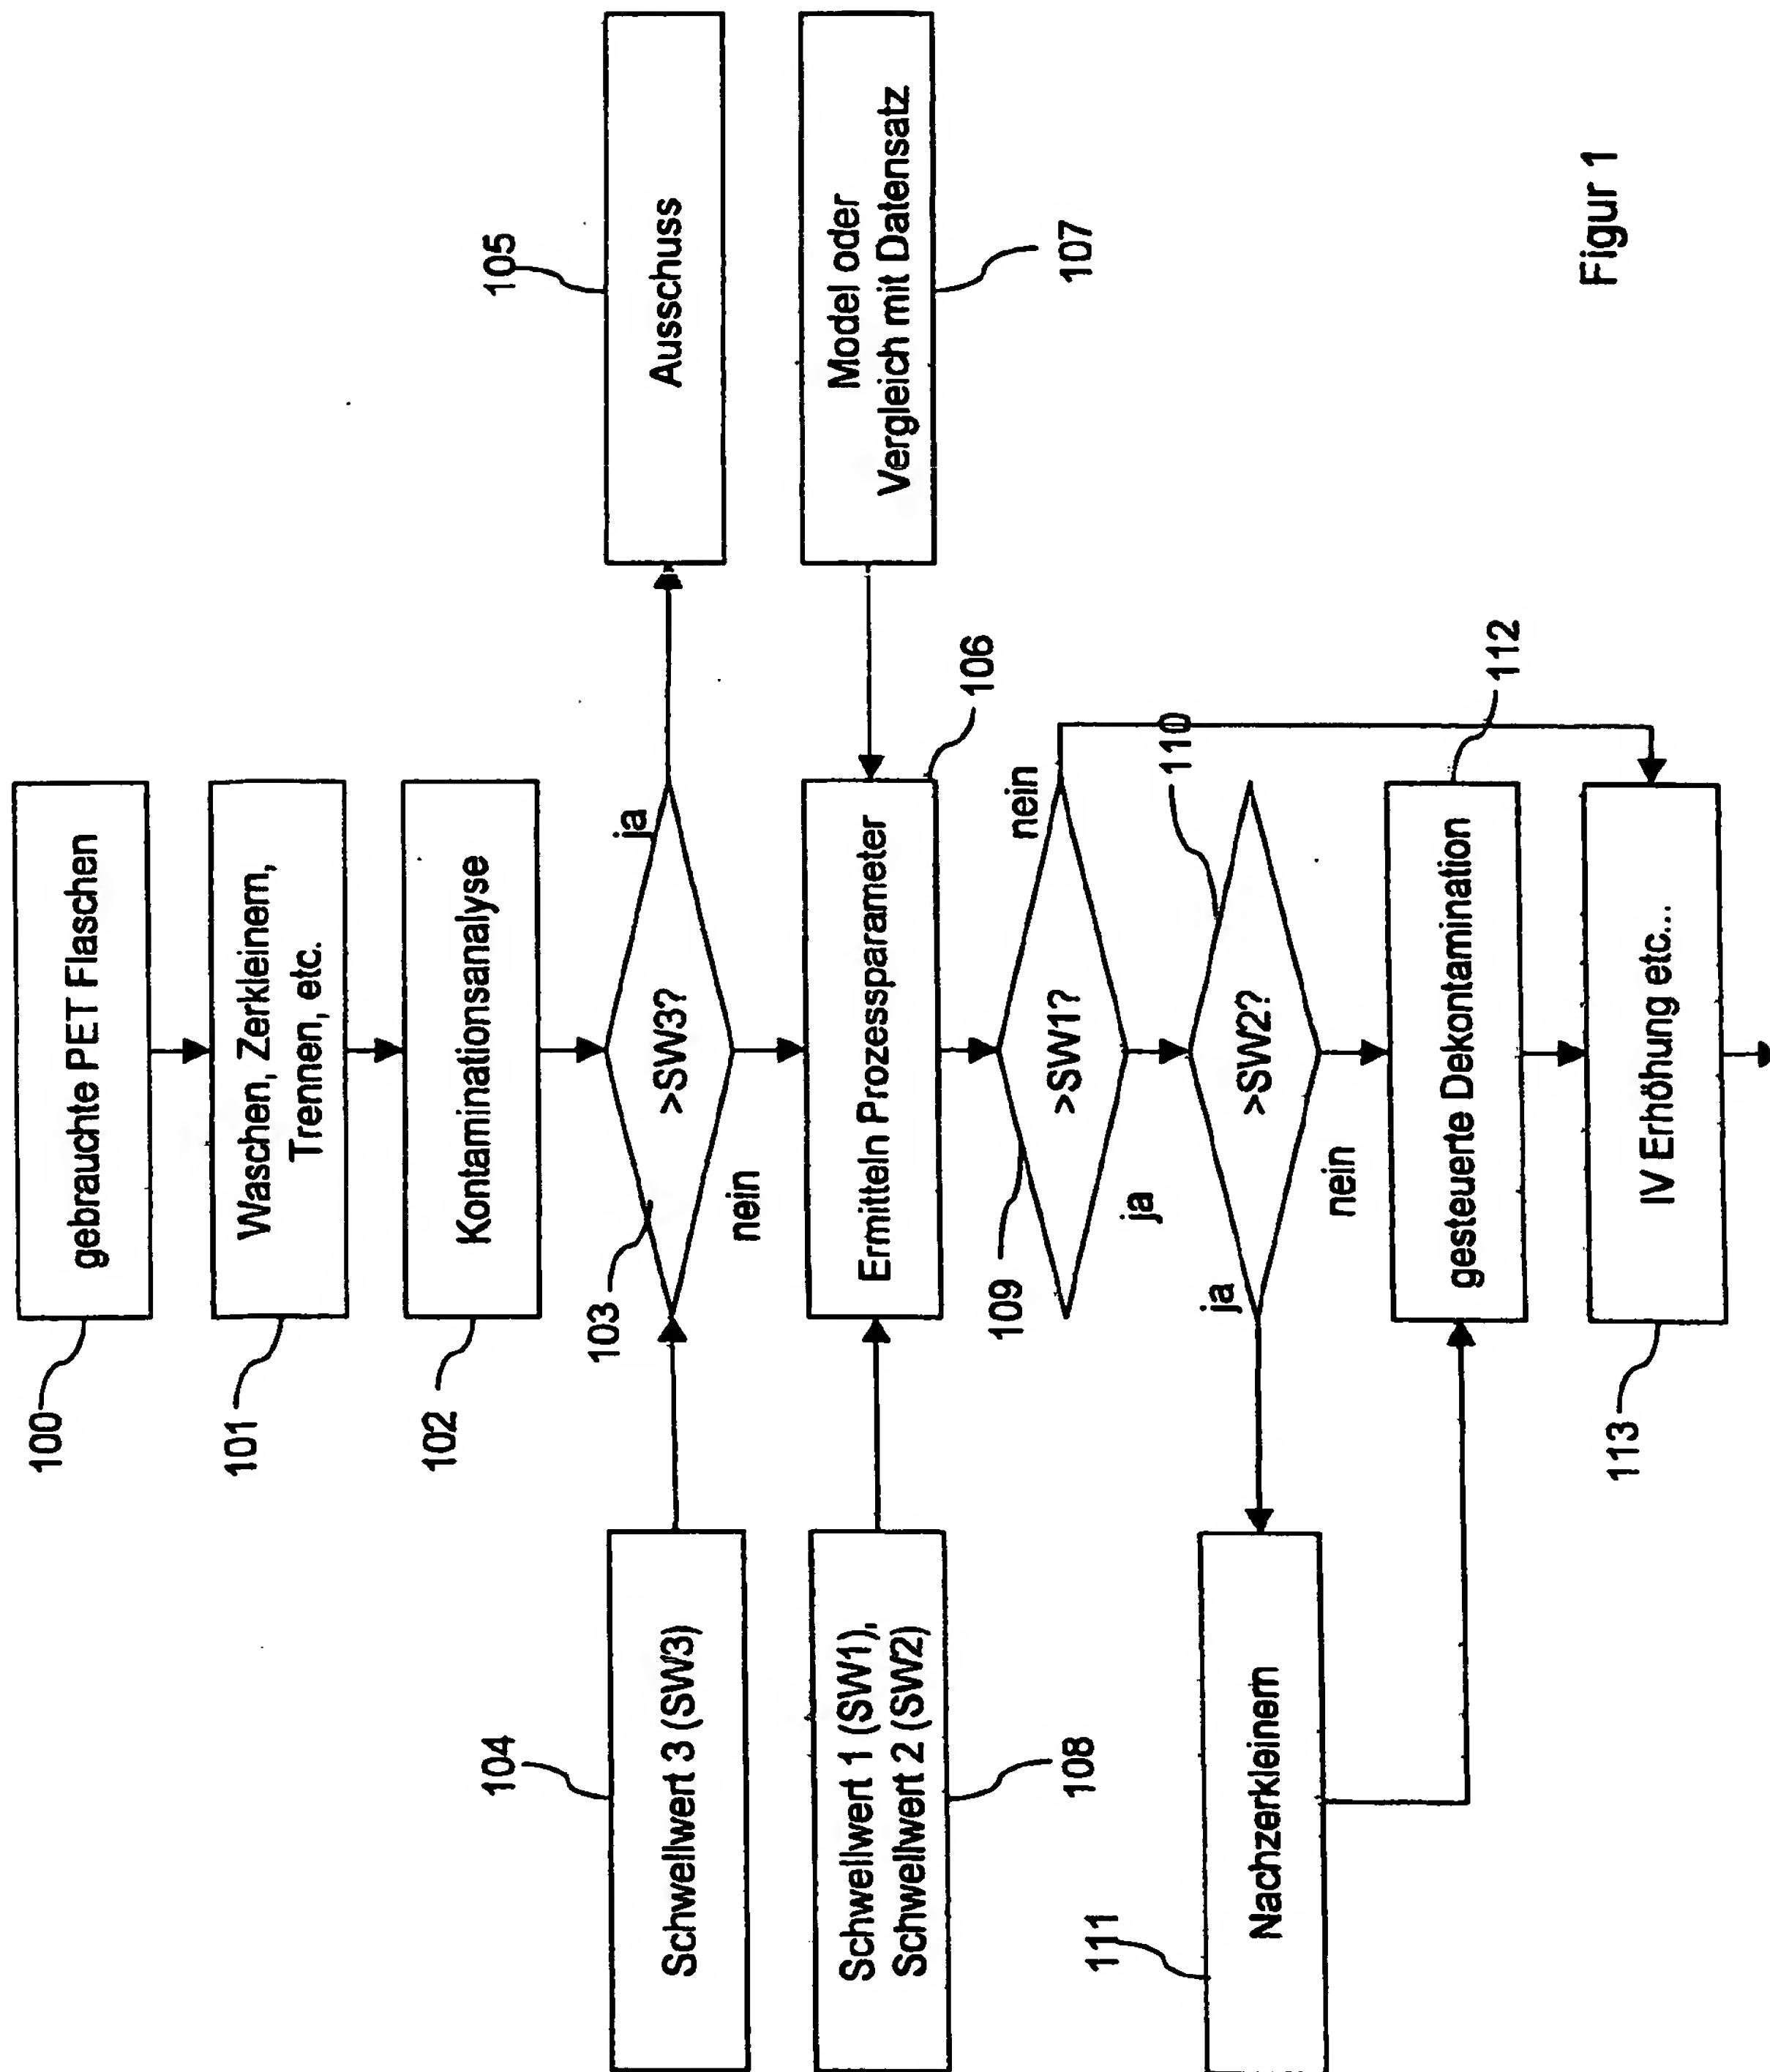 100
gebrauchte PET Flaschen
101
Waschen, Zerkleinern,
Trennen, etc.
102
Kontaminationsanalyse
104
Schwellwert 3 (SW3)
103
>SW3?
ja
nein
105
Ausschuss
Schwellwert 1 (SW1),
Schwellwert 2 (SW2)
108
Ermitteln Prozessparameter
106
Model oder
Vergleich mit Datensatz
107
109
>SW1?
nein
ja
110
>SW2?
ja
nein
111
Nachzerkleinern
gesteuerte Dekontamination
112
113
IV Erhöhung etc...
Figur 1